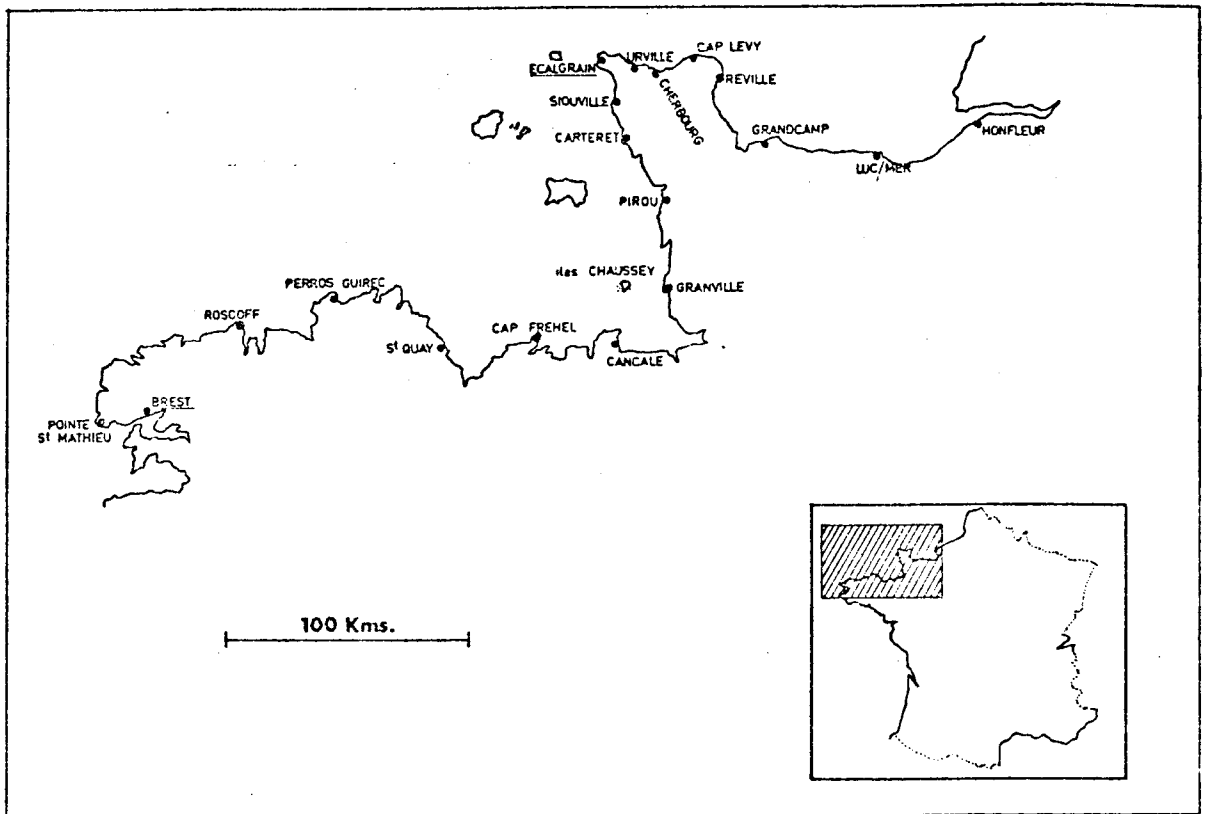 CAP LEVY
URVILLE
ECALGRAIN
REVILLE
SIOUVILLE
CHERBOURG
GRANDCAMP
HONFLEUR
CARTERET
LUC/MER
PIROU
Iles CHAUSSEY
GRANVILLE
PERROS GUIREC
ROSCOFF
CAP FREHEL
St QUAY
CANCALE
BREST
POINTE
St MATHIEU
100 Kms.